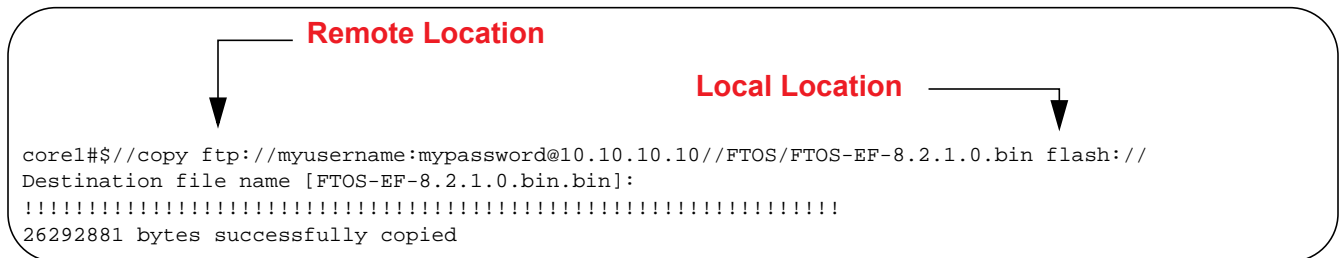 Remote Location
Local Location
core1#$//copy ftp://myusername:mypassword@10.10.10.10//FTOS/FTOS-EF-8.2.1.0.bin flash://
Destination file name [FTOS-EF-8.2.1.0.bin.bin]:
!!!!!!!!!!!!!!!!!!!!!!!!!!!!!!!!!!!!!!!!!!!!!!!!!!!!!!!!!!!!!!!!
26292881 bytes successfully copied